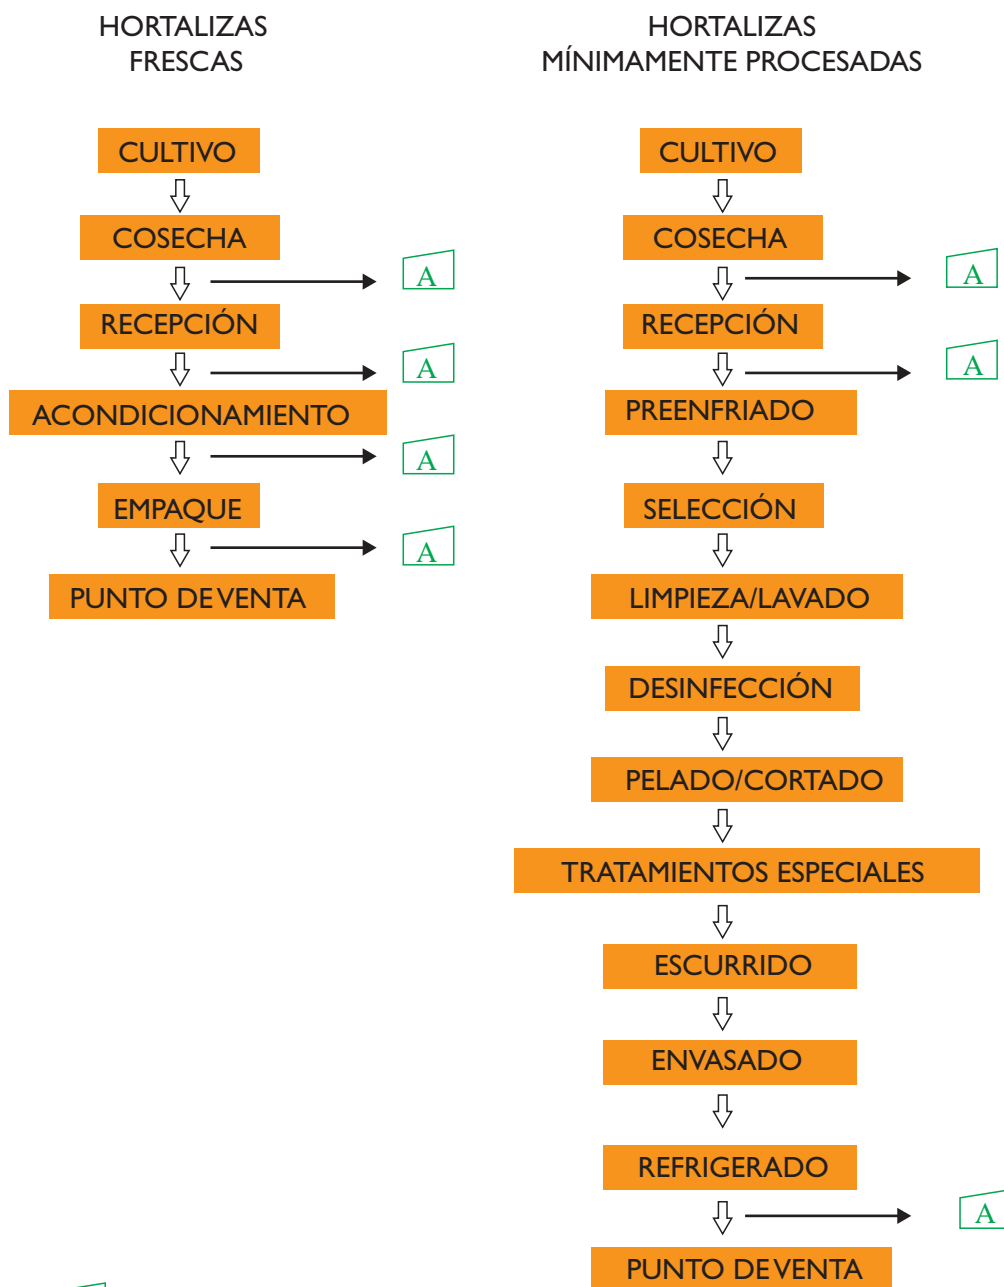 HORTALIZAS
FRESCAS
CULTIVO
COSECHA
A
RECEPCIÓN
A
ACONDICIONAMIENTO
A
EMPAQUE
A
PUNTO DE VENTA
HORTALIZAS
MÍNIMAMENTE PROCESADAS
CULTIVO
COSECHA
A
RECEPCIÓN
A
PREENFRIADO
SELECCIÓN
LIMPIEZA/LAVADO
DESINFECCIÓN
PELADO/CORTADO
TRATAMIENTOS ESPECIALES
ESCURRIDO
ENVASADO
REFRIGERADO
A
PUNTO DE VENTA